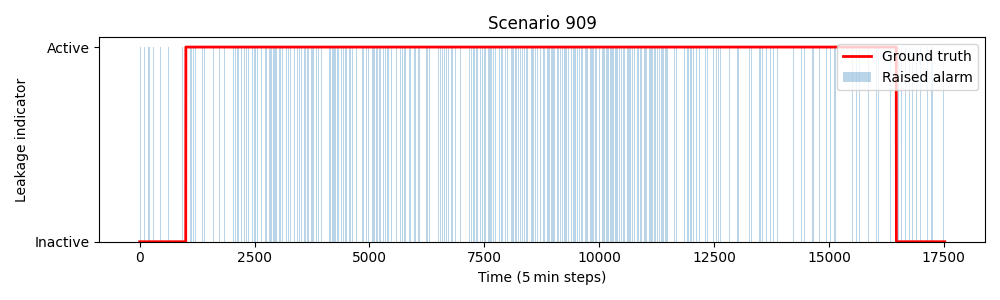 Scenario 909
Active
Inactive
Leakage indicator
Ground truth
Raised alarm
0 2500 5000 7500 10000 12500 15000 17500
Time (5 min steps)